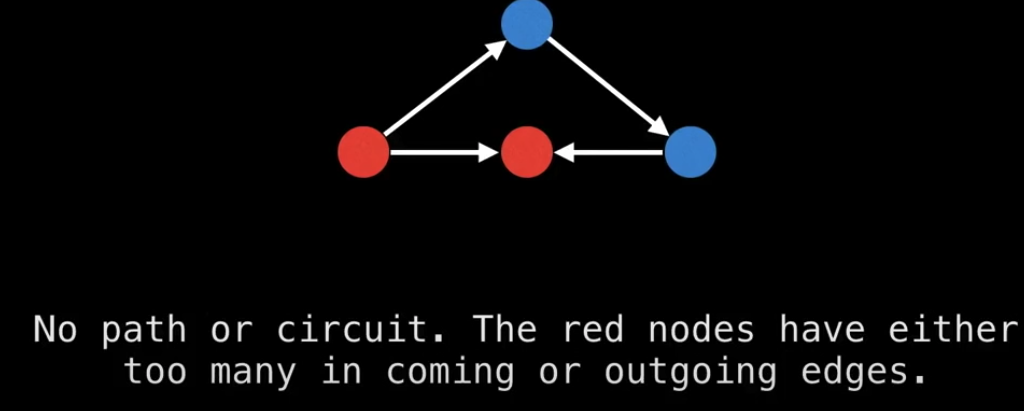 No path or circuit. The red nodes have either
too many in coming or outgoing edges.